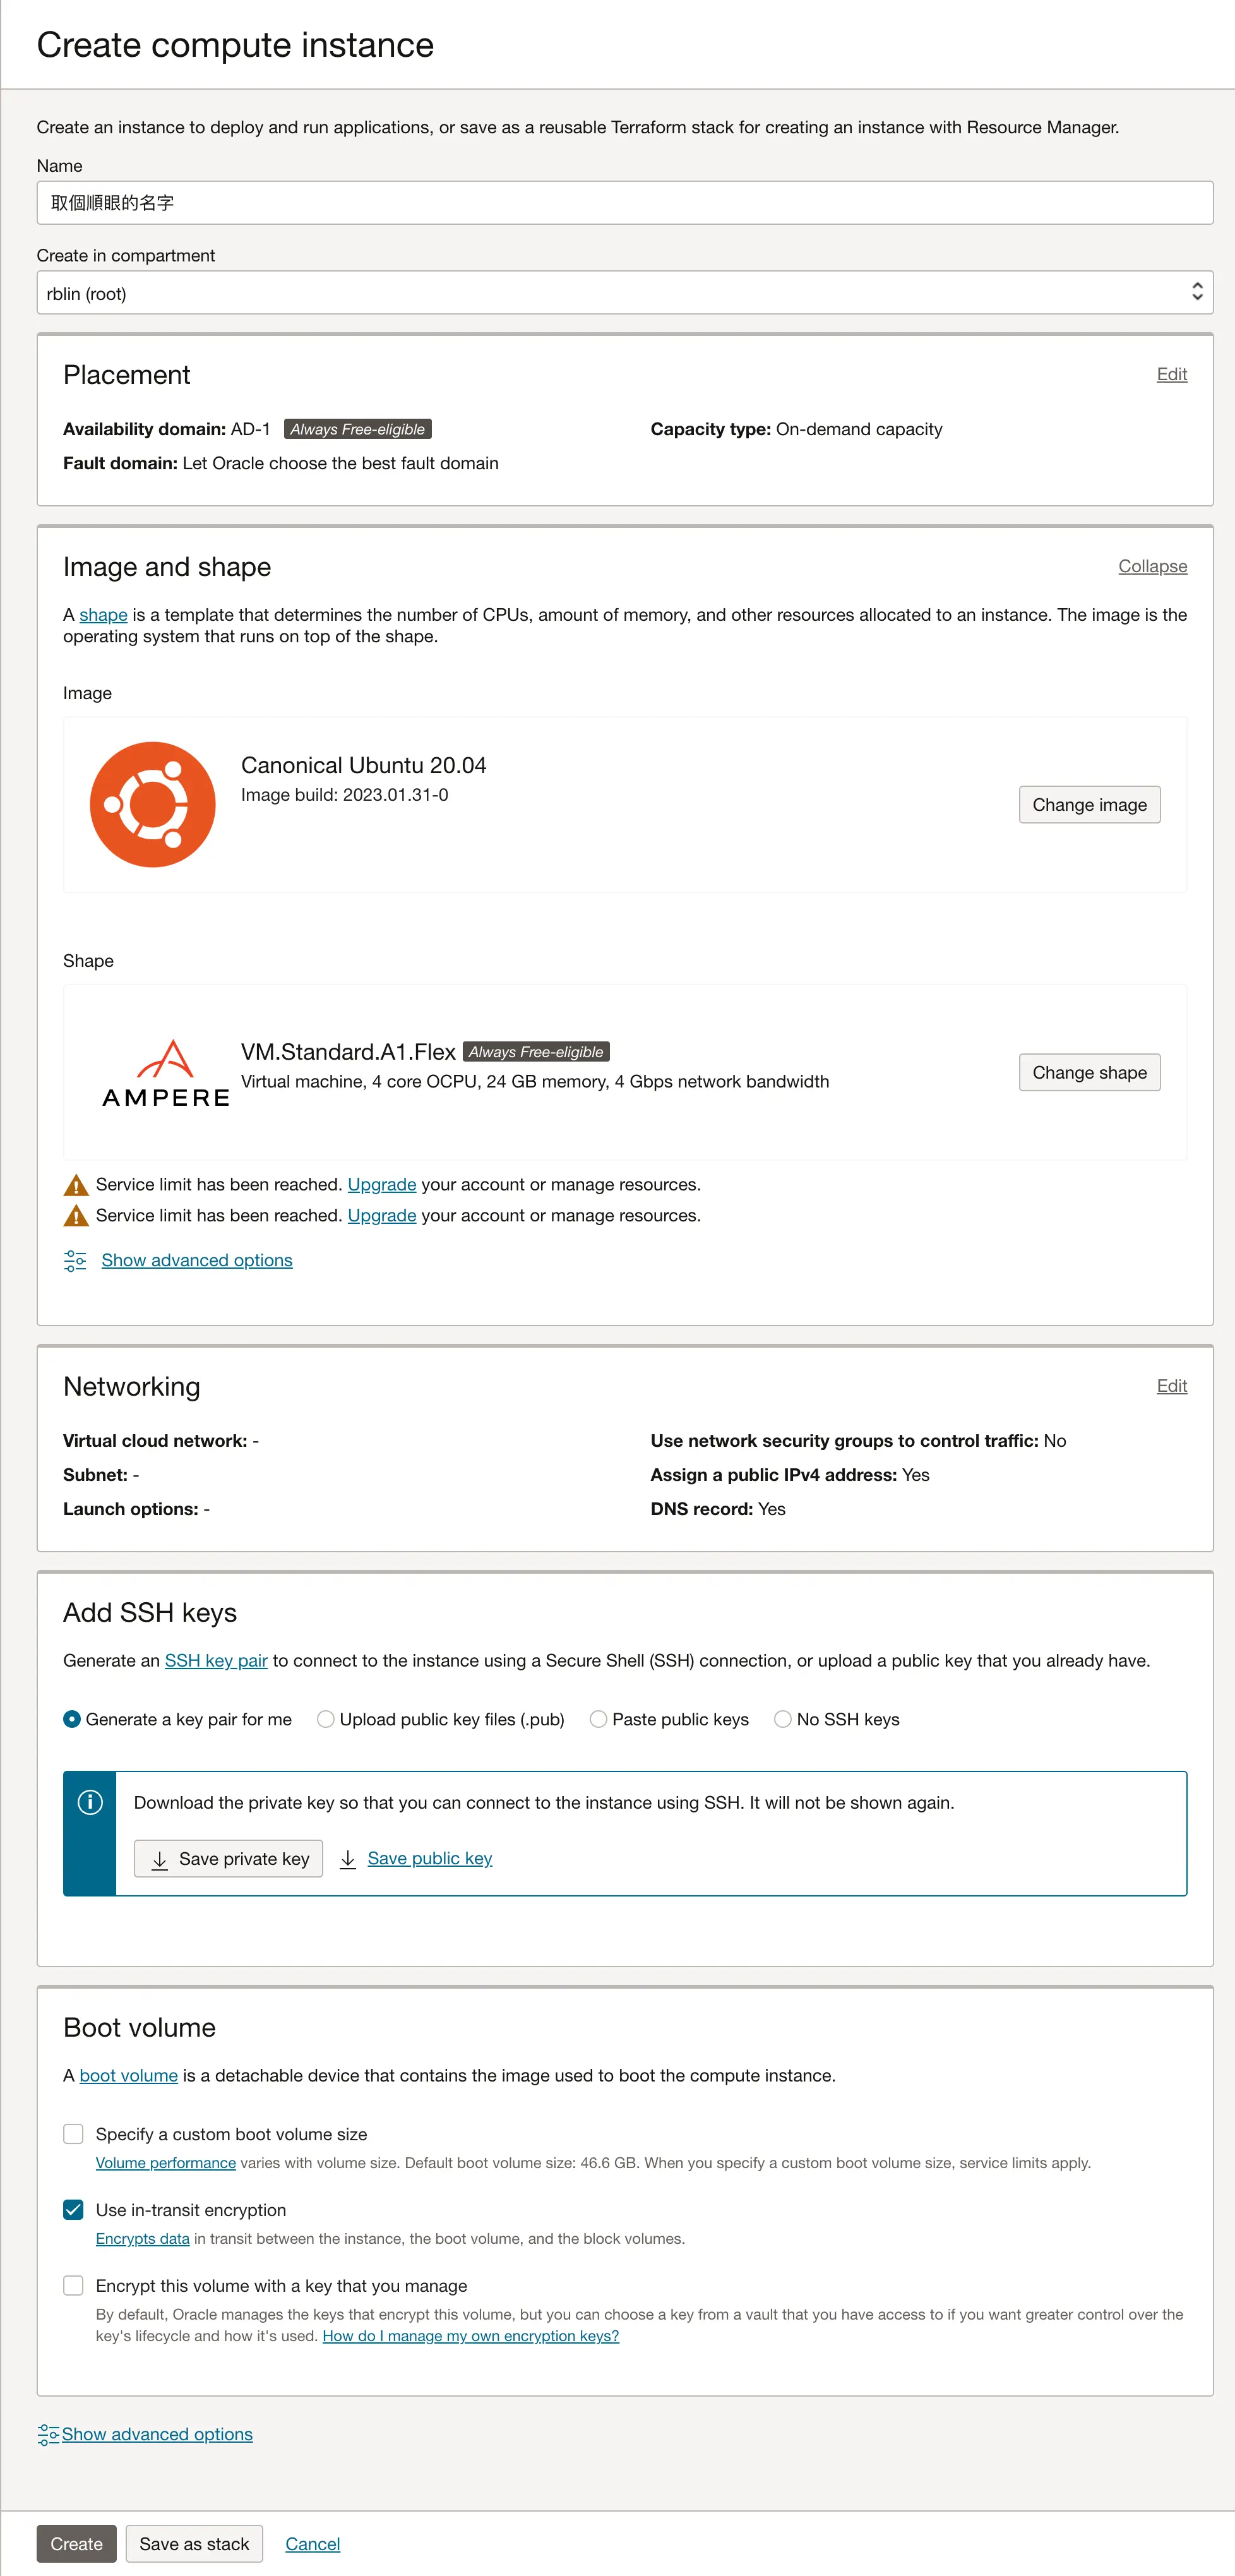 Create compute instance
Create an instance to deploy and run applications, or save as a reusable Terraform stack for creating an instance with Resource Manager.
Name
取個順眼的名字
Create in compartment
rblin (root)
Placement
Edit
Availability domain: AD-1 Always Free-eligible
Capacity type: On-demand capacity
Fault domain: Let Oracle choose the best fault domain
Image and shape
Collapse
A shape is a template that determines the number of CPUs, amount of memory, and other resources allocated to an instance. The image is the
operating system that runs on top of the shape.
Image
Canonical Ubuntu 20.04
Image build: 2023.01.31-0
Change image
Shape
AMPERE
VM.Standard.A1.Flex Always Free-eligible
Virtual machine, 4 core OCPU, 24 GB memory, 4 Gbps network bandwidth
Change shape
Service limit has been reached. Upgrade your account or manage resources.
Service limit has been reached. Upgrade your account or manage resources.
Show advanced options
Networking
Edit
Virtual cloud network: -
Use network security groups to control traffic: No
Subnet: -
Assign a public IPv4 address: Yes
Launch options: -
DNS record: Yes
Add SSH keys
Generate an SSH key pair to connect to the instance using a Secure Shell (SSH) connection, or upload a public key that you already have.
Generate a key pair for me
Upload public key files (.pub)
Paste public keys
No SSH keys
Download the private key so that you can connect to the instance using SSH. It will not be shown again.
Save private key
Save public key
Boot volume
A boot volume is a detachable device that contains the image used to boot the compute instance.
Specify a custom boot volume size
Volume performance varies with volume size. Default boot volume size: 46.6 GB. When you specify a custom boot volume size, service limits apply.
Use in-transit encryption
Encrypts data in transit between the instance, the boot volume, and the block volumes.
Encrypt this volume with a key that you manage
By default, Oracle manages the keys that encrypt this volume, but you can choose a key from a vault that you have access to if you want greater control over the
key's lifecycle and how it's used. How do I manage my own encryption keys?
Show advanced options
Create
Save as stack
Cancel